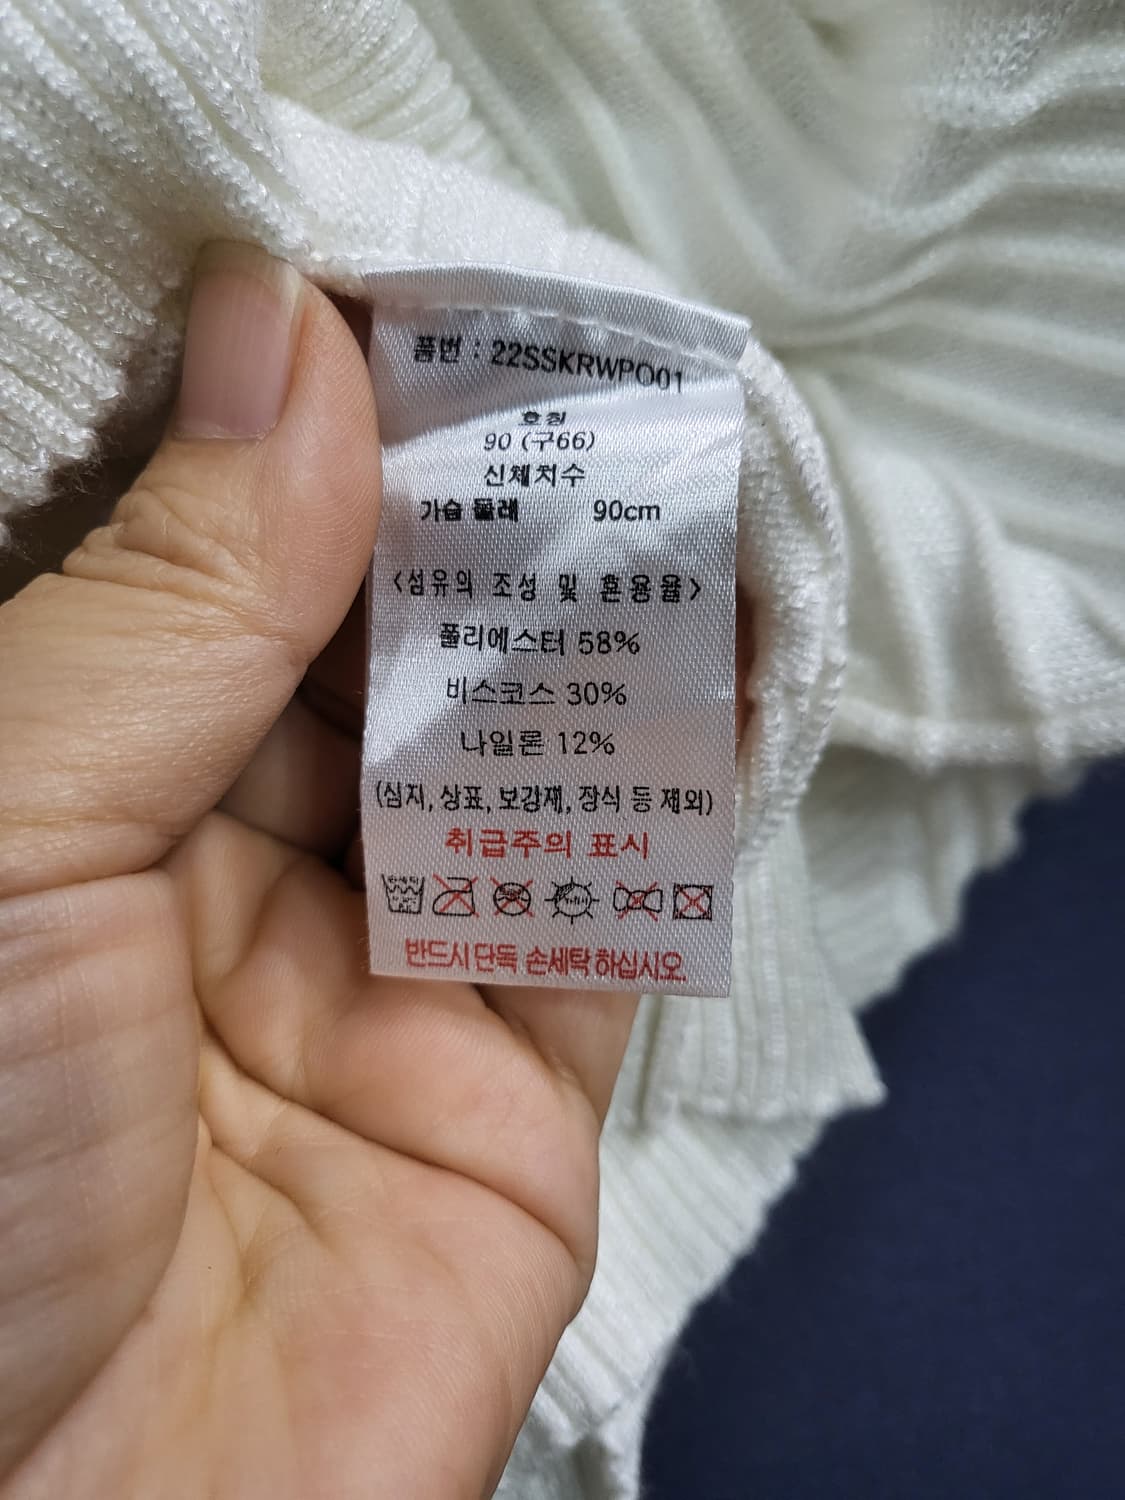 품번 : 22SSKRWPO01
호칭
90 (구66)
신체치수
가슴 둘레 90cm
<섬유의 조성 및 혼용율>
폴리에스터 58%
비스코스 30%
나일론 12%
(심지, 상표, 보강재, 장식 등 제외)
취급주의 표시
반드시 단독 손세탁 하십시오.